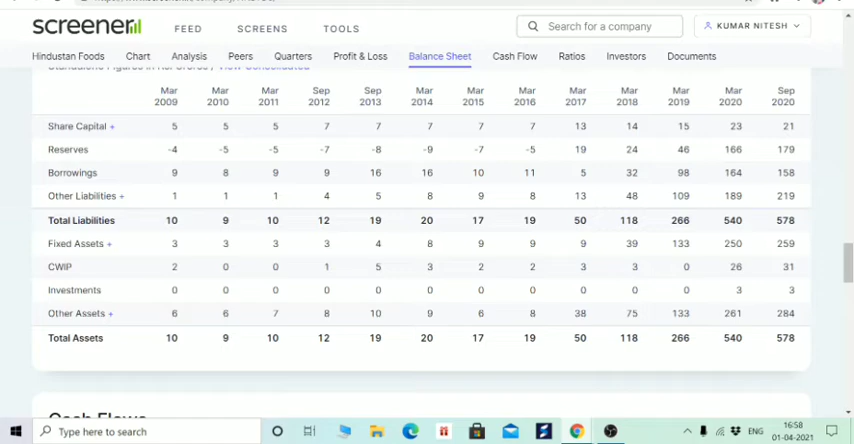 screener
FEED SCREENS TOOLS
Search for a company
KUMAR NITESH
Hindustan Foods Chart Analysis Peers Quarters Profit & Loss Balance Sheet Cash Flow Ratios Investors Documents
Mar 2009 Mar 2010 Mar 2011 Sep 2012 Sep 2013 Mar 2014 Mar 2015 Mar 2016 Mar 2017 Mar 2018 Mar 2019 Mar 2020 Sep 2020
Share Capital + 5 5 5 7 7 7 7 7 13 14 15 23 21
Reserves -4 -5 -5 -7 -8 -9 -7 -5 19 24 46 166 179
Borrowings 9 8 9 9 16 16 10 11 5 32 98 164 158
Other Liabilities + 1 1 1 4 5 8 9 8 13 48 109 189 219
Total Liabilities 10 9 10 12 19 20 17 19 50 118 266 540 578
Fixed Assets + 3 3 3 3 4 8 9 9 9 39 133 250 259
CWIP 2 0 0 1 5 3 2 2 3 3 0 26 31
Investments 0 0 0 0 0 0 0 0 0 0 0 3 3
Other Assets + 6 6 7 8 10 9 6 8 38 75 133 261 284
Total Assets 10 9 10 12 19 20 17 19 50 118 266 540 578
Cash Flows
Type here to search
ENG
16:58
01-04-2021